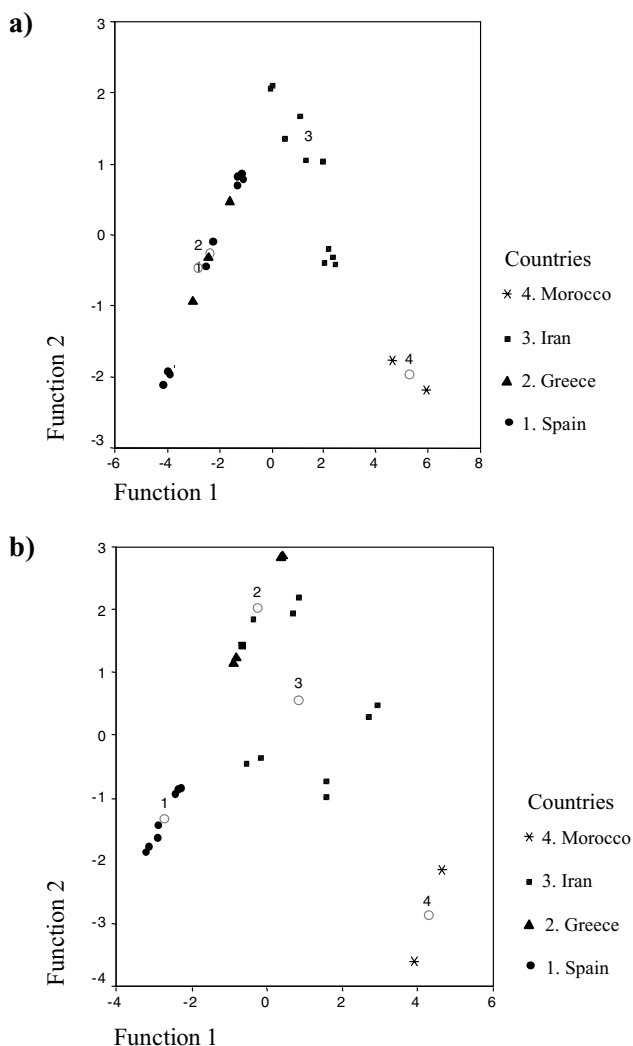 a)
3
2
1
0
-1
-2
-3
-6
-4
-2
0
2
4
6
8
Function 2
Function 1
3
2
1
4
Countries
4. Morocco
3. Iran
2. Greece
1. Spain
b)
3
2
1
0
-1
-2
-3
-4
-4
-2
0
2
4
6
Function 2
Function 1
2
3
1
4
Countries
4. Morocco
3. Iran
2. Greece
1. Spain